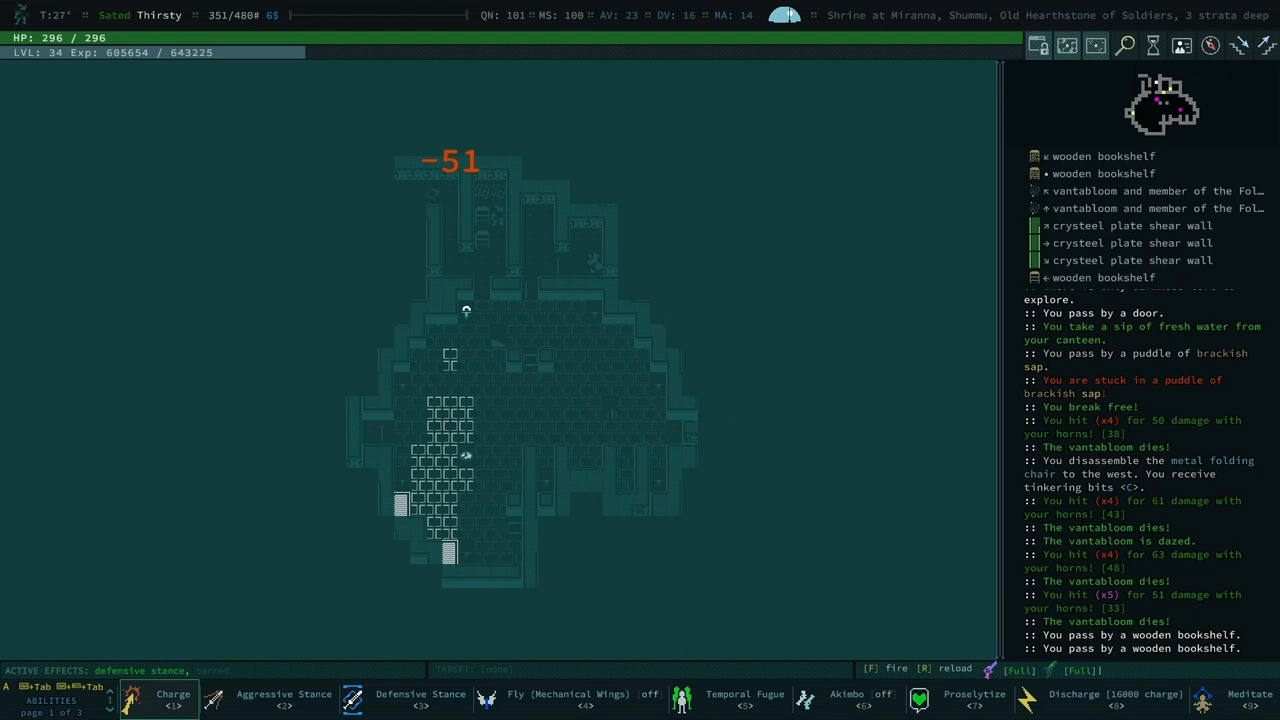 T:27° Sated Thirsty 351/480# 6$ QN: 101 MS: 100 AV: 23 DV: 16 MA: 14 Shrine at Miranna, Shummu, Old Hearthstone of Soldiers, 3 strata deep
HP: 296 / 296
LVL: 34 Exp: 605654 / 643225
-51
wooden bookshelf
wooden bookshelf
vantabloom and member of the Fol…
vantabloom and member of the Fol…
crysteel plate shear wall
crysteel plate shear wall
crysteel plate shear wall
wooden bookshelf
explore.
:: You pass by a door.
:: You take a sip of fresh water from
your canteen.
:: You pass by a puddle of brackish
sap.
:: You are stuck in a puddle of
brackish sap!
:: You break free!
:: You hit (x4) for 50 damage with
your horns! [38]
:: The vantabloom dies!
:: You disassemble the metal folding
chair to the west. You receive
tinkering bits <C>.
:: You hit (x4) for 61 damage with
your horns! [43]
:: The vantabloom dies!
:: The vantabloom is dazed.
:: You hit (x4) for 63 damage with
your horns! [48]
:: The vantabloom dies!
:: You hit (x5) for 51 damage with
your horns! [33]
:: The vantabloom dies!
:: You pass by a wooden bookshelf.
:: You pass by a wooden bookshelf.
ACTIVE EFFECTS: defensive stance, tarred
TARGET: [none]
[F] fire [R] reload [Full] [Full]
A Tab Tab
ABILITIES
page 1 of 3
Charge
<1>
Aggressive Stance
<2>
Defensive Stance
<3>
Fly (Mechanical Wings) [off]
<4>
Temporal Fugue
<5>
Akimbo [off]
<6>
Proselytize
<7>
Discharge [16000 charge]
<8>
Meditate
<9>